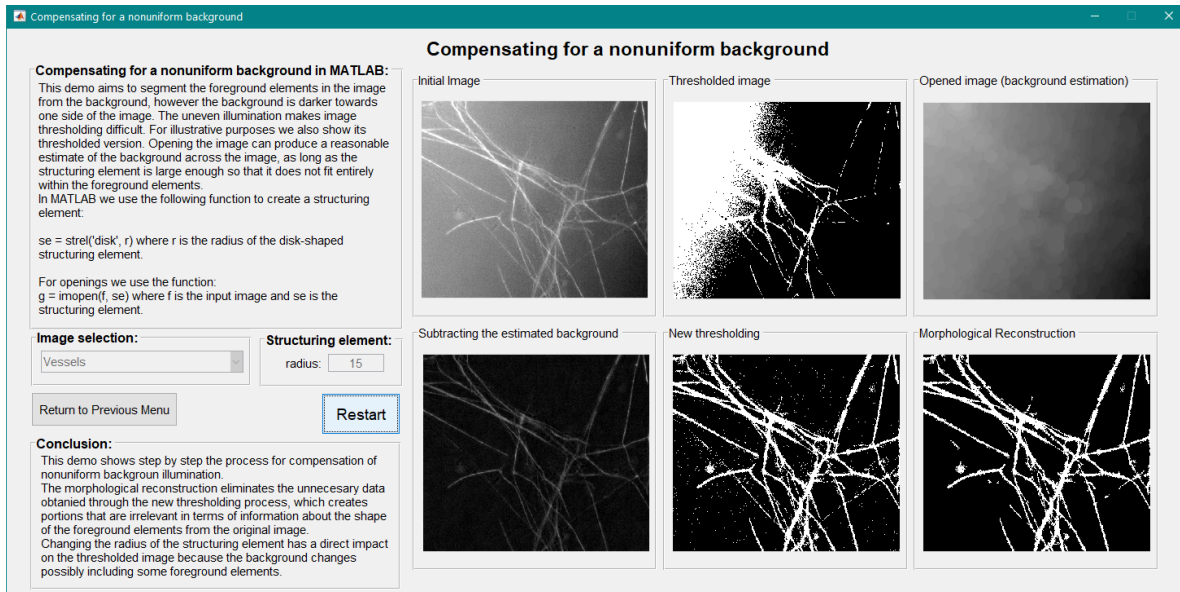 Compensating for a nonuniform background
Compensating for a nonuniform background
Compensating for a nonuniform background in MATLAB:
This demo aims to segment the foreground elements in the image
from the background, however the background is darker towards
one side of the image. The uneven illumination makes image
thresholding difficult. For illustrative purposes we also show its
thresholded version. Opening the image can produce a reasonable
estimate of the background across the image, as long as the
structuring element is large enough so that it does not fit entirely
within the foreground elements.
In MATLAB we use the following function to create a structuring
element:
se = strel('disk', r) where r is the radius of the disk-shaped
structuring element.
For openings we use the function:
g = imopen(f, se) where f is the input image and se is the
structuring element.
Image selection:
Vessels
Structuring element:
radius: 15
Return to Previous Menu
Restart
Conclusion:
This demo shows step by step the process for compensation of
nonuniform backgroun illumination.
The morphological reconstruction eliminates the unnecesary data
obtanied through the new thresholding process, which creates
portions that are irrelevant in terms of information about the shape
of the foreground elements from the original image.
Changing the radius of the structuring element has a direct impact
on the thresholded image because the background changes
possibly including some foreground elements.
Initial Image
Thresholded image
Opened image (background estimation)
Subtracting the estimated background
New thresholding
Morphological Reconstruction